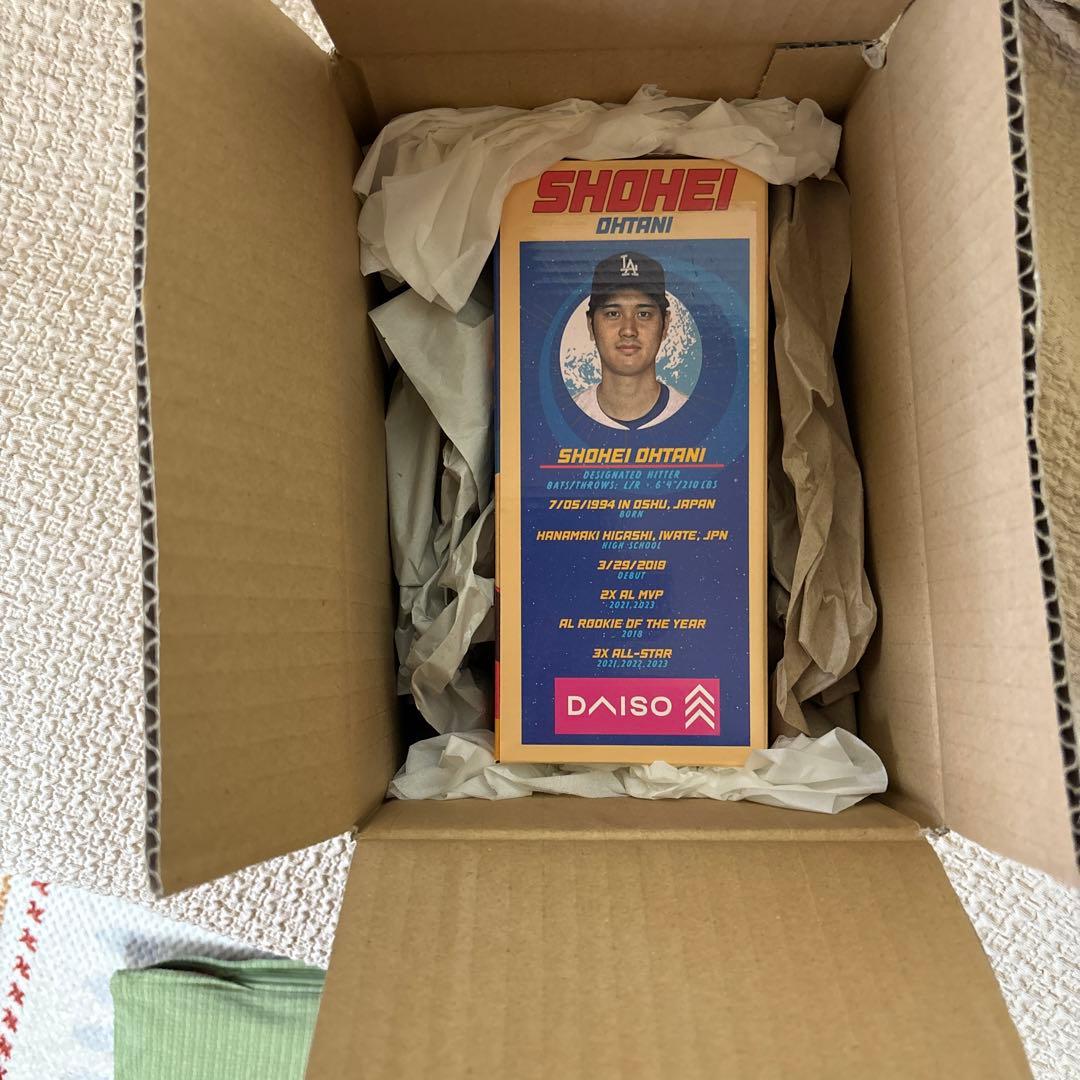 SHOHEI
OHTANI
LA
SHOHEI OHTANI
DESIGNATED HITTER
BATS/THROWS: L/R · 6'4"/210 LBS
7/05/1994 IN OSHU, JAPAN
BORN
HANAMAKI HIGASHI, IWATE, JPN
HIGH SCHOOL
3/29/2018
DEBUT
2X AL MVP
2021,2023
AL ROOKIE OF THE YEAR
2018
3X ALL-STAR
2021,2022,2023
DAISO